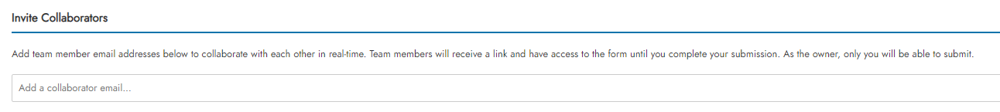 Invite Collaborators
Add team member email addresses below to collaborate with each other in real-time. Team members will receive a link and have access to the form until you complete your submission. As the owner, only you will be able to submit.
Add a collaborator email...